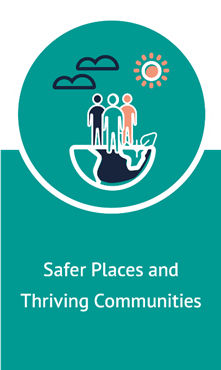 Safer Places and
Thriving Communities